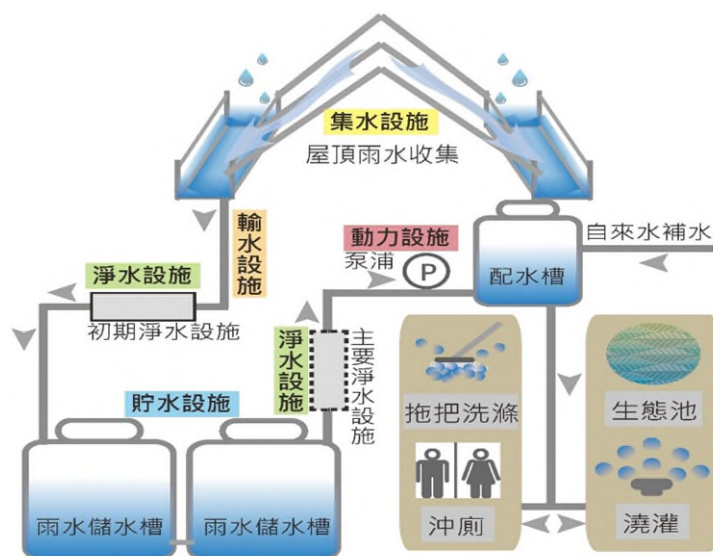 集水設施
屋頂雨水收集
輸水設施
動力設施
泵浦
P
自來水補水
配水槽
淨水設施
初期淨水設施
淨水設施
主要淨水設施
貯水設施
雨水儲水槽
雨水儲水槽
拖把洗滌
沖廁
生態池
澆灌